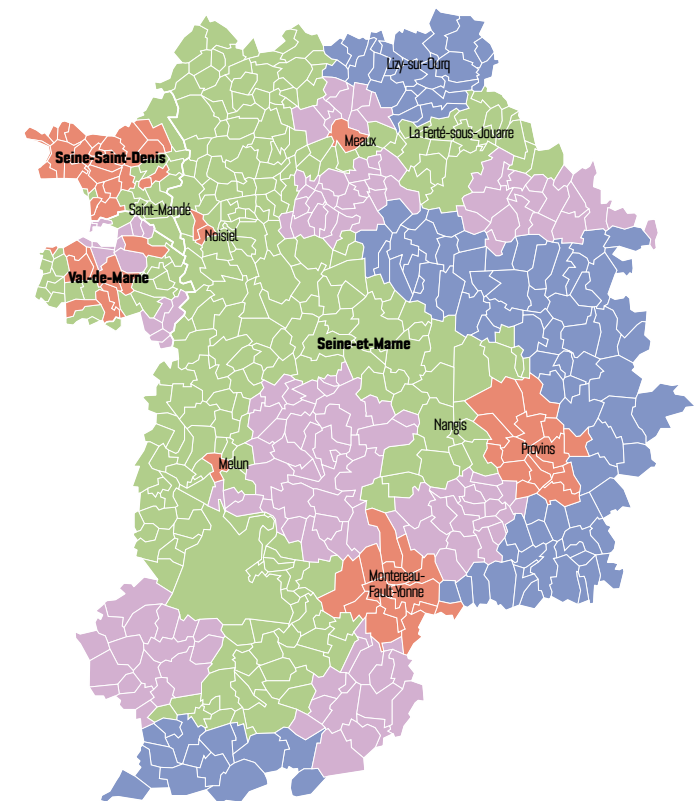 Lizy-sur-Ourq
La Ferté-sous-Jouarre
Meaux
Seine-Saint-Denis
Saint-Mandé
Noisiel
Val-de-Marne
Seine-et-Marne
Nangis
Provins
Melun
Montereau-
Fault-Yonne